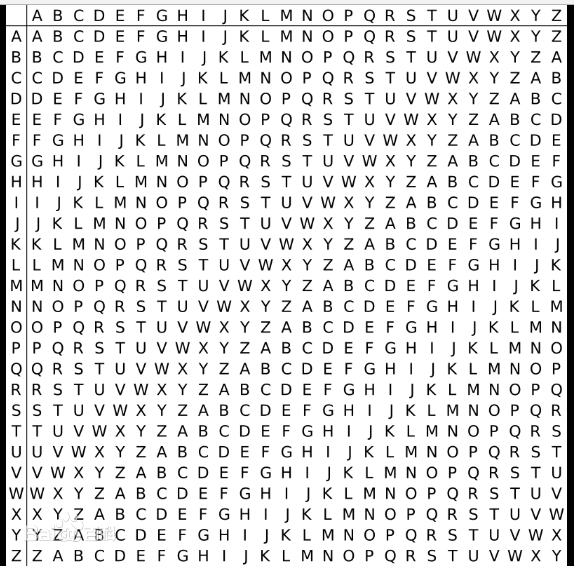 A B C D E F G H I J K L M N O P Q R S T U V W X Y Z
A A B C D E F G H I J K L M N O P Q R S T U V W X Y Z
B B C D E F G H I J K L M N O P Q R S T U V W X Y Z A
C C D E F G H I J K L M N O P Q R S T U V W X Y Z A B
D D E F G H I J K L M N O P Q R S T U V W X Y Z A B C
E E F G H I J K L M N O P Q R S T U V W X Y Z A B C D
F F G H I J K L M N O P Q R S T U V W X Y Z A B C D E
G G H I J K L M N O P Q R S T U V W X Y Z A B C D E F
H H I J K L M N O P Q R S T U V W X Y Z A B C D E F G
I I J K L M N O P Q R S T U V W X Y Z A B C D E F G H
J J K L M N O P Q R S T U V W X Y Z A B C D E F G H I
K K L M N O P Q R S T U V W X Y Z A B C D E F G H I J
L L M N O P Q R S T U V W X Y Z A B C D E F G H I J K
M M N O P Q R S T U V W X Y Z A B C D E F G H I J K L
N N O P Q R S T U V W X Y Z A B C D E F G H I J K L M
O O P Q R S T U V W X Y Z A B C D E F G H I J K L M N
P P Q R S T U V W X Y Z A B C D E F G H I J K L M N O
Q Q R S T U V W X Y Z A B C D E F G H I J K L M N O P
R R S T U V W X Y Z A B C D E F G H I J K L M N O P Q
S S T U V W X Y Z A B C D E F G H I J K L M N O P Q R
T T U V W X Y Z A B C D E F G H I J K L M N O P Q R S
U U V W X Y Z A B C D E F G H I J K L M N O P Q R S T
V V W X Y Z A B C D E F G H I J K L M N O P Q R S T U
W W X Y Z A B C D E F G H I J K L M N O P Q R S T U V
X X Y Z A B C D E F G H I J K L M N O P Q R S T U V W
Y Y Z A B C D E F G H I J K L M N O P Q R S T U V W X
Z Z A B C D E F G H I J K L M N O P Q R S T U V W X Y